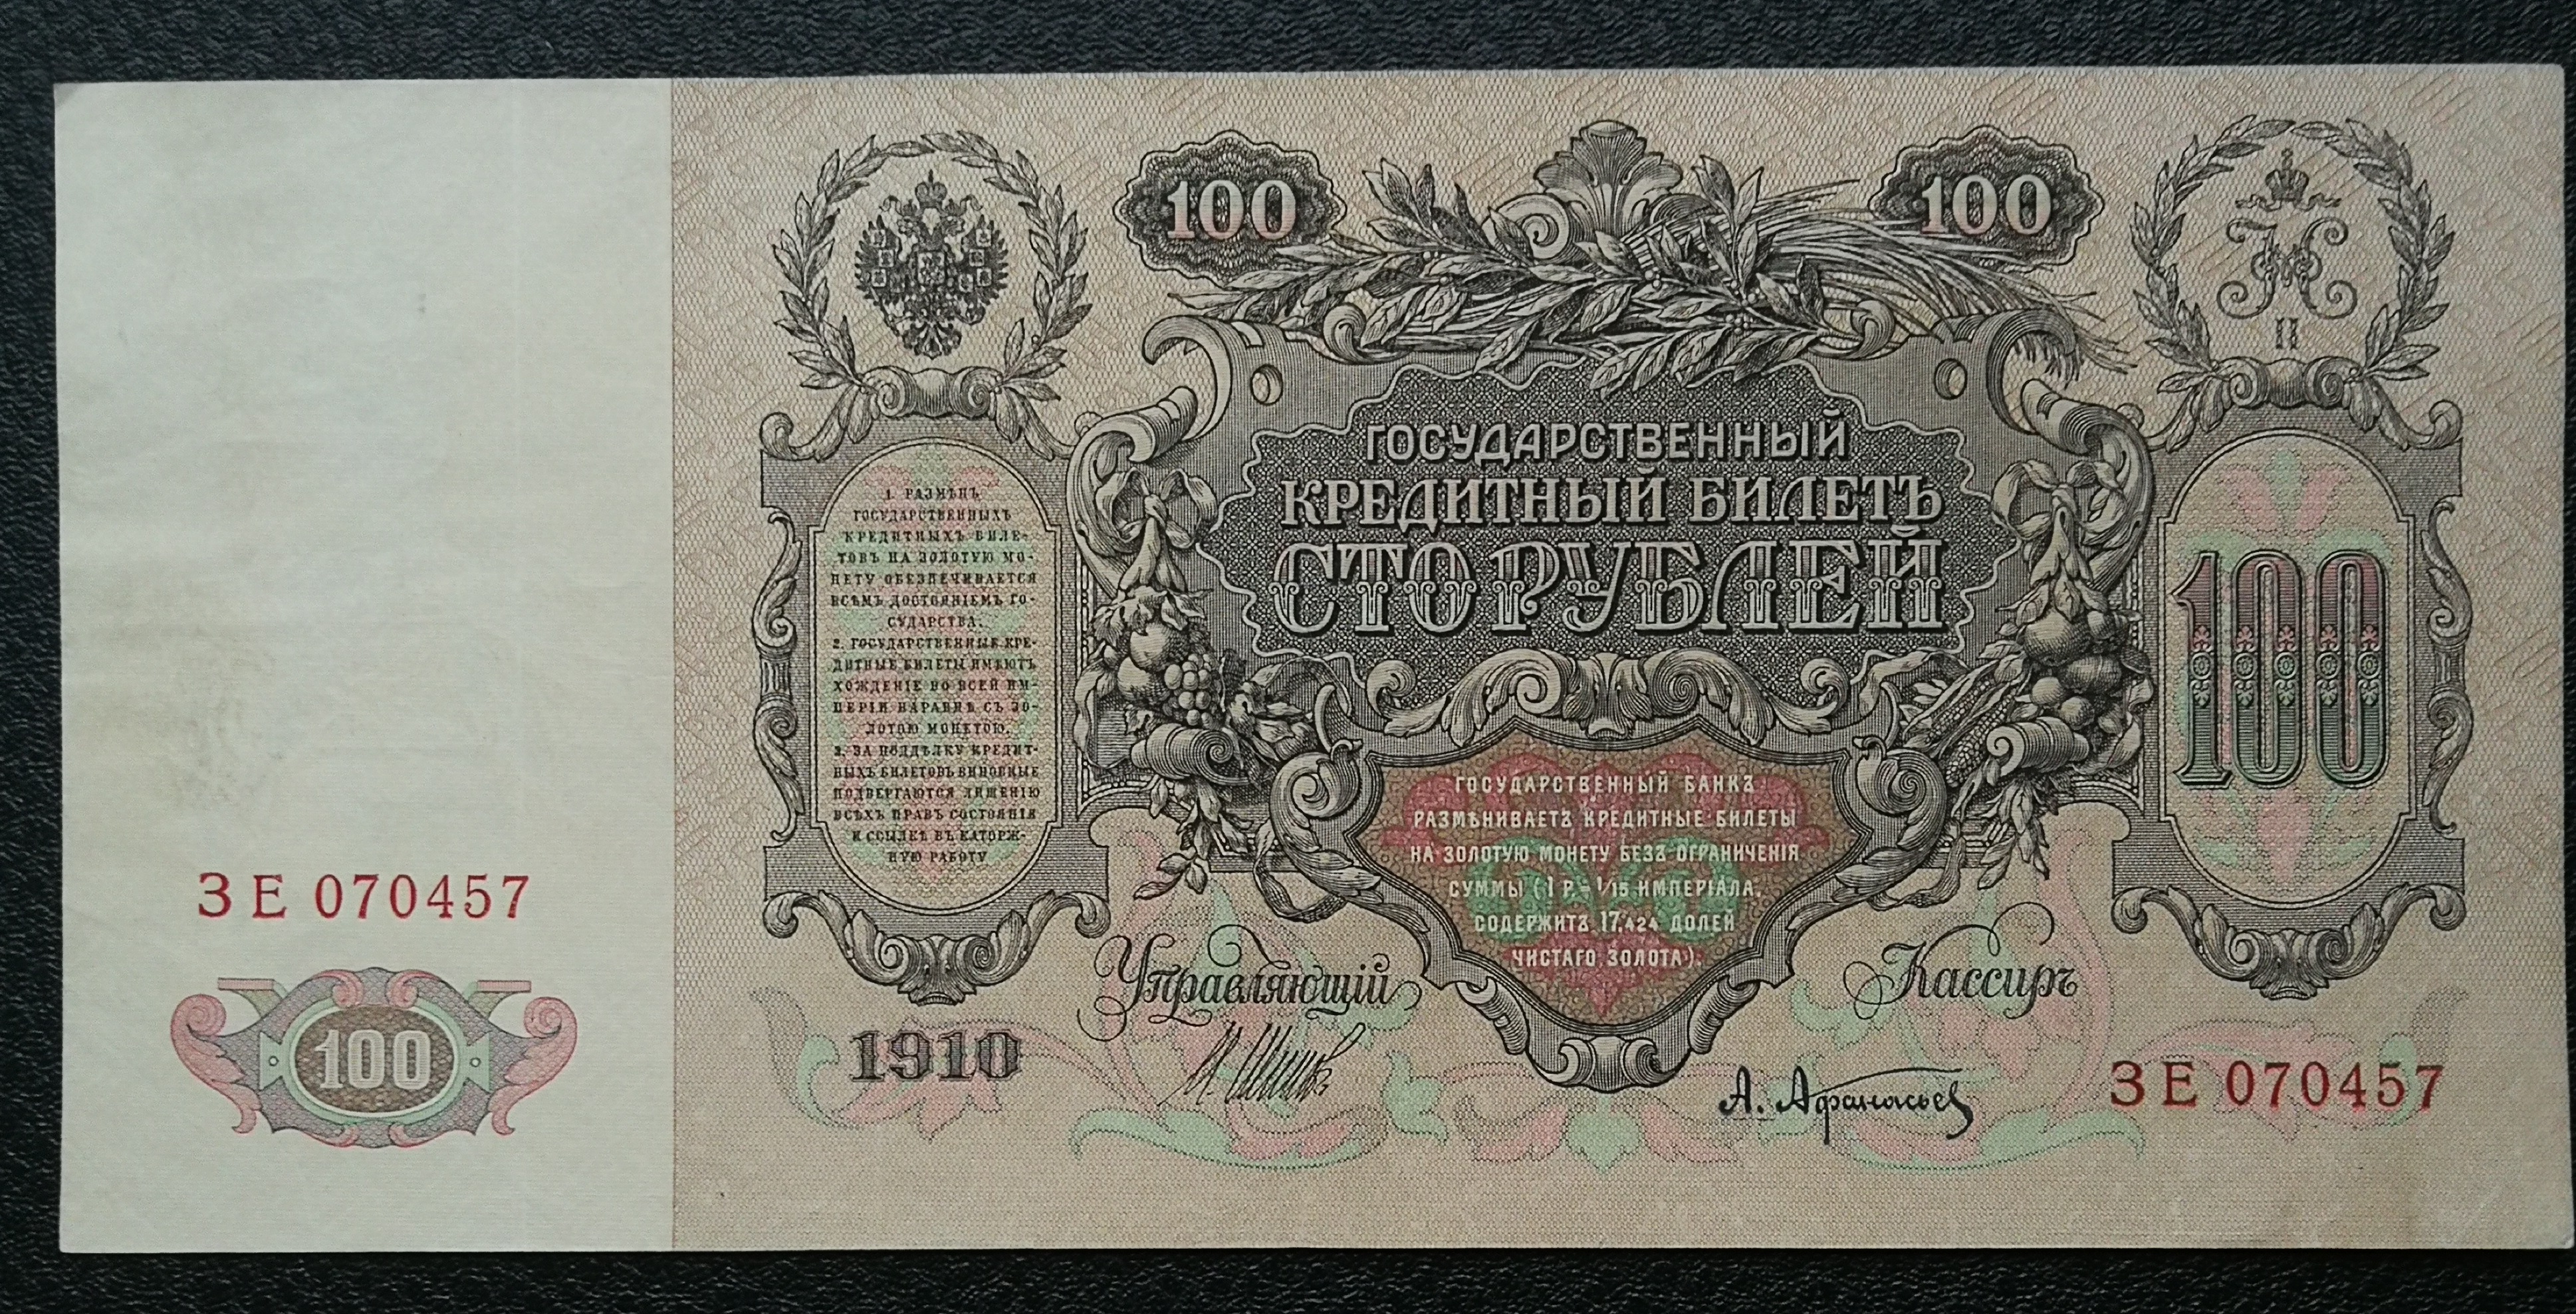 100
100
II
ГОСУДАРСТВЕННЫЙ
КРЕДИТНЫЙ БИЛЕТЪ
СТО РУБЛЕЙ
1. РАЗМѢНЪ
ГОСУДАРСТВЕННЫХЪ
КРЕДИТНЫХЪ БИЛЕ-
ТОВЪ НА ЗОЛОТУЮ МО-
НЕТУ ОБЕЗПЕЧИВАЕТСЯ
ВСѢМЪ ДОСТОЯНІЕМЪ ГО-
СУДАРСТВА.
2. ГОСУДАРСТВЕННЫЕ КРЕ-
ДИТНЫЕ БИЛЕТЫ ИМѢЮТЪ
ХОЖДЕНІЕ ВО ВСЕЙ ИМ-
ПЕРІИ НАРАВНѢ СЪ ЗО-
ЛОТОЮ МОНЕТОЮ.
3. ЗА ПОДДѢЛКУ КРЕДИТ-
НЫХЪ БИЛЕТОВЪ ВИНОВНЫЕ
ПОДВЕРГАЮТСЯ ЛИШЕНІЮ
ВСѢХЪ ПРАВЪ СОСТОЯНІЯ
И ССЫЛКѢ ВЪ КАТОРЖ-
НУЮ РАБОТУ
100
ГОСУДАРСТВЕННЫЙ БАНКЪ
РАЗМѢНИВАЕТЪ КРЕДИТНЫЕ БИЛЕТЫ
НА ЗОЛОТУЮ МОНЕТУ БЕЗЪ ОГРАНИЧЕНІЯ
СУММЫ (1 Р.= 1/15 ИМПЕРІАЛА,
СОДЕРЖИТЪ 17,424 ДОЛЕЙ
ЧИСТАГО ЗОЛОТА).
ЗЕ 070457
100
1910
Управляющій
И. Шипов
Кассиръ
А. Афанасьев
ЗЕ 070457